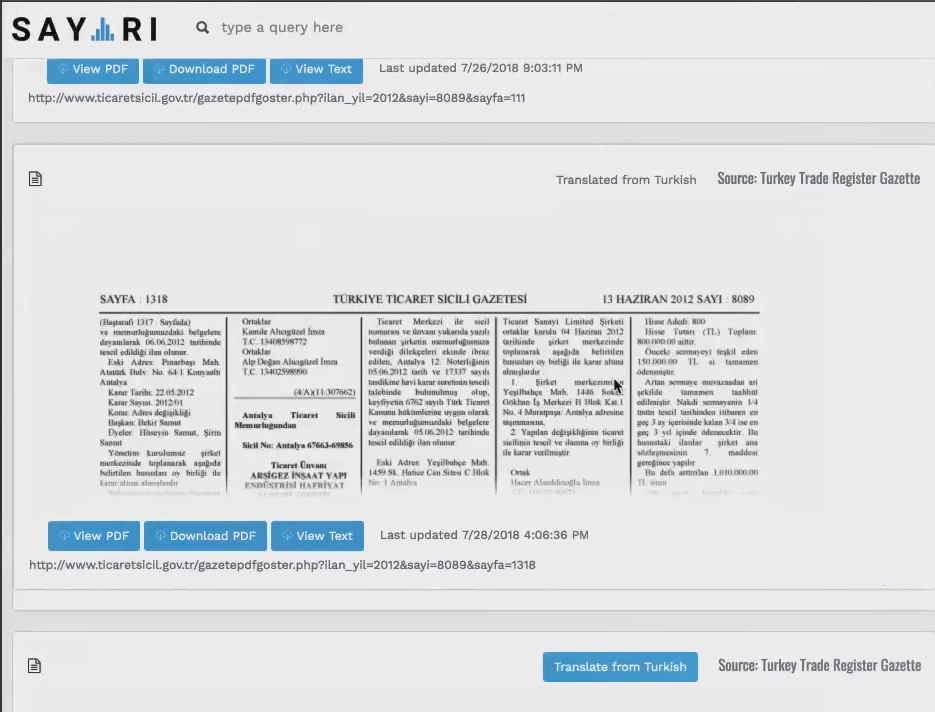 SAYARI
type a query here
View PDF
Download PDF
View Text
Last updated 7/26/2018 9:03:11 PM
http://www.ticaretsicil.gov.tr/gazetepdfgoster.php?ilan_yil=2012&sayi=8089&sayfa=111
Translated from Turkish
Source: Turkey Trade Register Gazette
SAYFA : 1318
TÜRKİYE TİCARET SİCİLİ GAZETESİ
13 HAZİRAN 2012 SAYI : 8089
(Baştarafı 1317 . Sayfada)
ve memurluğumuzdaki belgelere
dayanılarak 06.06.2012 tarihinde
tescil edildiği ilan olunur.
Eski Adres: Pınarbaşı Mah.
Atatürk Bulv. No. 64/1 Konyaaltı
Antalya
Karar Tarihi: 22.05.2012
Karar Sayısı: 2012/01
Konu: Adres değişikliği
Başkan: Bekir Samut
Üyeler Hüseyin Samut, Şirin
Samut
Yönetim kurulumuz şirket
merkezinde toplanarak aşağıda
belirtilen hususları oy birliği ile
karar altına almışlardır
Ortaklar
Kamile Alıcıgüzel İmza
T.C. 13408598772
Ortaklar
Alp Doğan Alıcıgüzel İmza
T.C. 13402598990
(4/A)(11/307662)
Antalya Ticaret Sicili
Memurluğundan
Sicil No: Antalya 67663-69856
Ticaret Ünvanı
ARSİGEZ İNŞAAT YAPI
ENDÜSTRİSİ HAFRİYAT
Ticaret Merkezi ile sicil
numarası ve ünvanı yukarıda yazılı
bulunan şirketin memurluğumuza
verdiği dilekçeleri ekinde ibraz
edilen, Antalya 12. Noterliğinin
05.06.2012 tarih ve 17337 sayılı
tasdikine havi karar suretinin tescili
talebinde bulunulmuş olup,
keyfiyetin 6762 sayılı Türk Ticaret
Kanunu hükümlerine uygun olarak
ve memurluğumuzdaki belgelere
dayanılarak 05.06.2012 tarihinde
tescil edildiği ilan olunur
Eski Adres: Yeşilbahçe Mah.
1459 Sk. Hatice Can Sitesi C Blok
No: 1 Antalya
Ticaret Sanayi Limited Şirketi
ortakları kurulu 04 Haziran 2012
tarihinde şirket merkezinde
toplanarak aşağıda belirtilen
hususları oy birliği ile karar altına
almışlardır .
1. Şirket
Yeşilbahçe Mah. 1446
Gökhan İş Merkezi B Blok Kat.1
No. 4 Muratpaşa/ Antalya adresine
taşınmasına,
2 Yapılan değişikliğinin ticaret
sicilinin tescil ve ilanına oy birliği
ile karar verilmiştir.
Ortak
Hacer Alaaddinoğlu İmza
Hisse Adedi: 800
Hisse Tutarı (TL) Toplam:
800.000.00 aittir.
Önceki sermayeyi teşkil eden
150.000.00 TL si tamamen
ödenmiştir.
Artan sermaye muvazaadan ari
şekilde tamamen taahhüt
edilmiştir. Nakdi sermayenin 1/4
ünün tescil tarihinden itibaren en
geç 3 ay içerisinde kalan 3/4 ise en
geç 3 yıl içinde ödenecektir. Bu
husustaki ilanlar şirket ana
sözleşmesinin 7. maddesi
gereğince yapılır
Bu defa arttırılan 1.010.000.00
TL sinin
View PDF
Download PDF
View Text
Last updated 7/28/2018 4:06:36 PM
http://www.ticaretsicil.gov.tr/gazetepdfgoster.php?ilan_yil=2012&sayi=8089&sayfa=1318
Translate from Turkish
Source: Turkey Trade Register Gazette